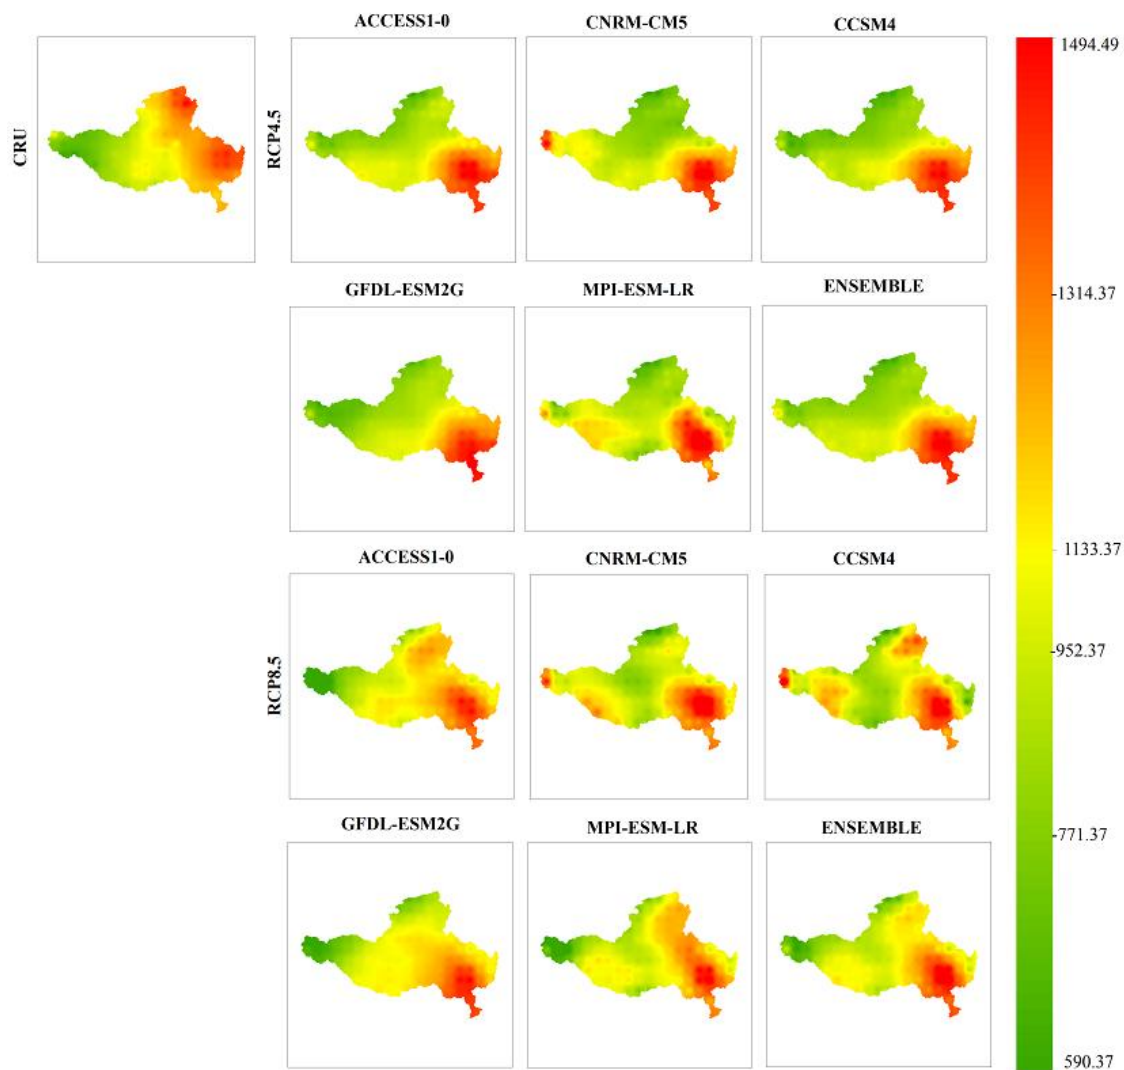 ACCESS1-0 CNRM-CM5 CCSM4
CRU
RCP4.5
1494.49
GFDL-ESM2G MPI-ESM-LR ENSEMBLE
-1314.37
ACCESS1-0 CNRM-CM5 CCSM4
-1133.37
RCP8.5
-952.37
GFDL-ESM2G MPI-ESM-LR ENSEMBLE
-771.37
590.37